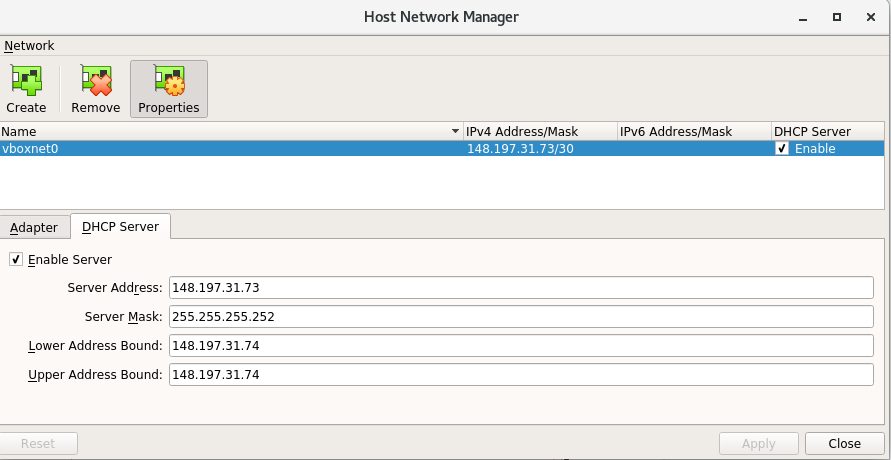 Host Network Manager
Network
Create Remove Properties
Name IPv4 Address/Mask IPv6 Address/Mask DHCP Server
vboxnet0 148.197.31.73/30 Enable
Adapter DHCP Server
Enable Server
Server Address: 148.197.31.73
Server Mask: 255.255.255.252
Lower Address Bound: 148.197.31.74
Upper Address Bound: 148.197.31.74
Reset Apply Close